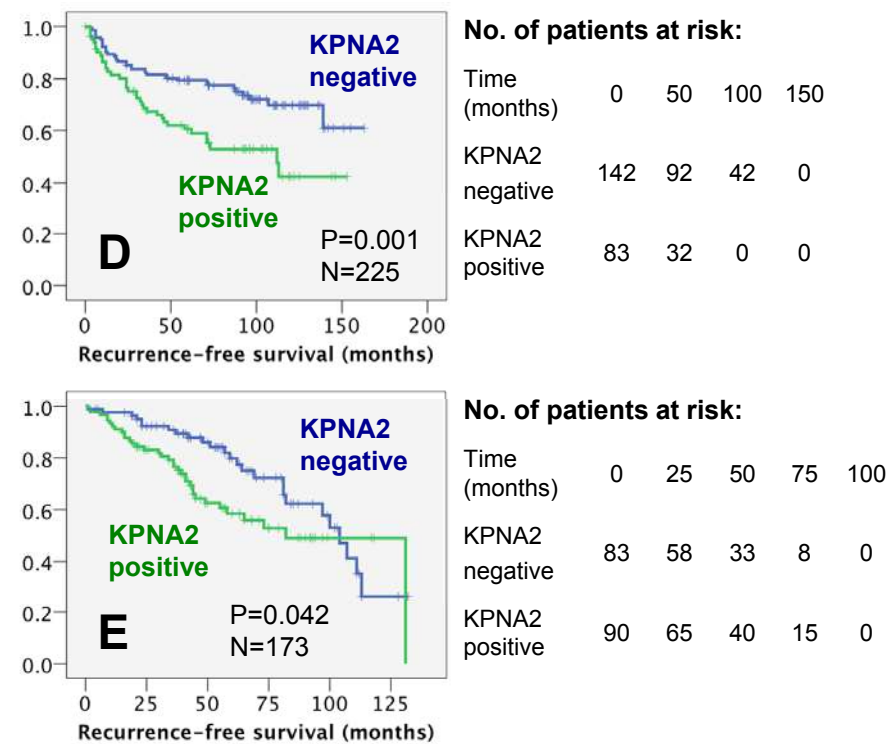 1.0
0.8
0.6
0.4
0.2
0.0
KPNA2
negative
KPNA2
positive
D
P=0.001
N=225
0 50 100 150 200
Recurrence-free survival (months)
No. of patients at risk:
Time
(months) 0 50 100 150
KPNA2
negative 142 92 42 0
KPNA2
positive 83 32 0 0
1.0
0.8
0.6
0.4
0.2
0.0
KPNA2
negative
KPNA2
positive
E
P=0.042
N=173
0 25 50 75 100 125
Recurrence-free survival (months)
No. of patients at risk:
Time
(months) 0 25 50 75 100
KPNA2
negative 83 58 33 8 0
KPNA2
positive 90 65 40 15 0